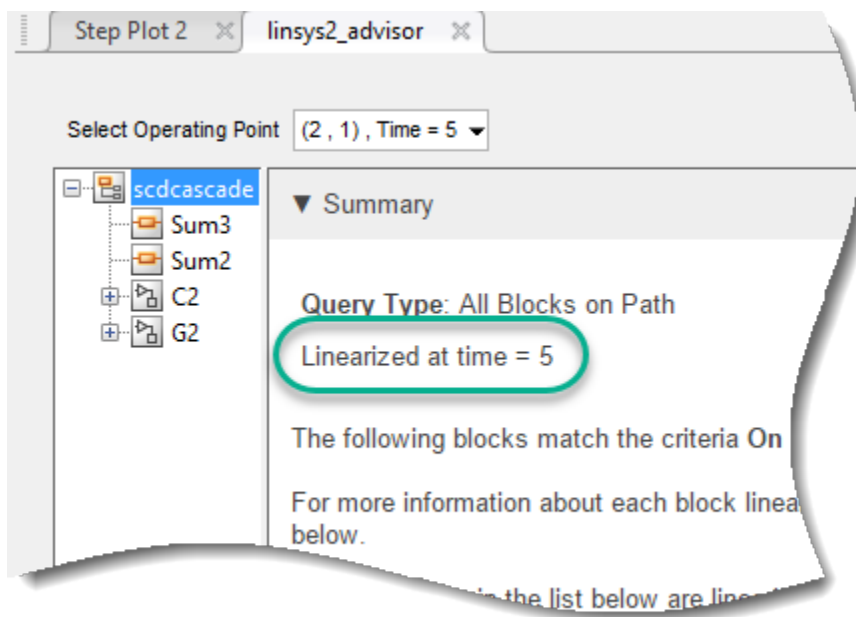 Step Plot 2
linsys2_advisor
Select Operating Point (2 , 1) , Time = 5
scdcascade
Sum3
Sum2
C2
G2
Summary
Query Type: All Blocks on Path
Linearized at time = 5
The following blocks match the criteria On
For more information about each block linea
below.
in the list below are